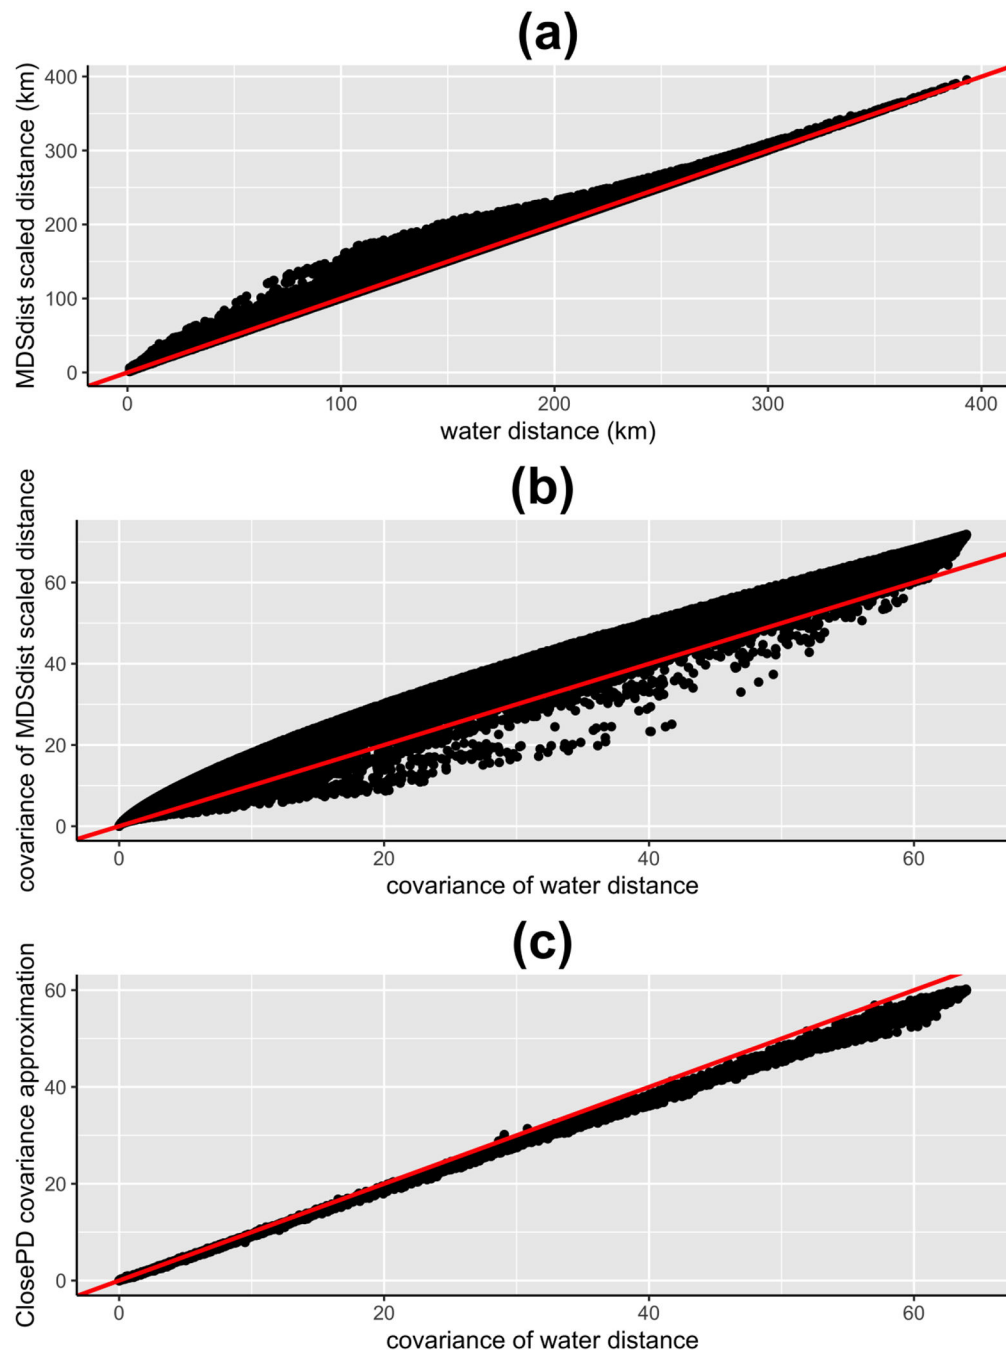 (a)
MDSdist scaled distance (km)
400
300
200
100
0
0 100 200 300 400
water distance (km)
(b)
covariance of MDSdist scaled distance
60
40
20
0
0 20 40 60
covariance of water distance
(c)
ClosePD covariance approximation
60
40
20
0
0 20 40 60
covariance of water distance